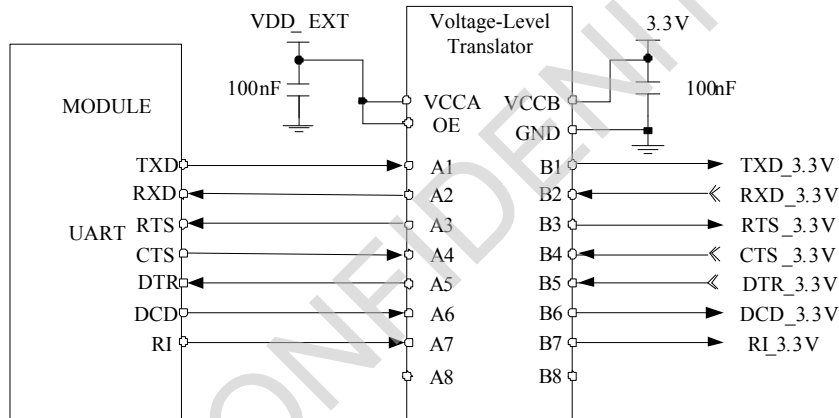 VDD_EXT
Voltage-Level
Translator
3.3V
100nF
100nF
MODULE
VCCA
VCCB
OE
GND
TXD
A1
B1
TXD_3.3V
RXD
A2
B2
RXD_3.3V
UART
RTS
A3
B3
RTS_3.3V
CTS
A4
B4
CTS_3.3V
DTR
A5
B5
DTR_3.3V
DCD
A6
B6
DCD_3.3V
RI
A7
B7
RI_3.3V
A8
B8
ONFIDENIT